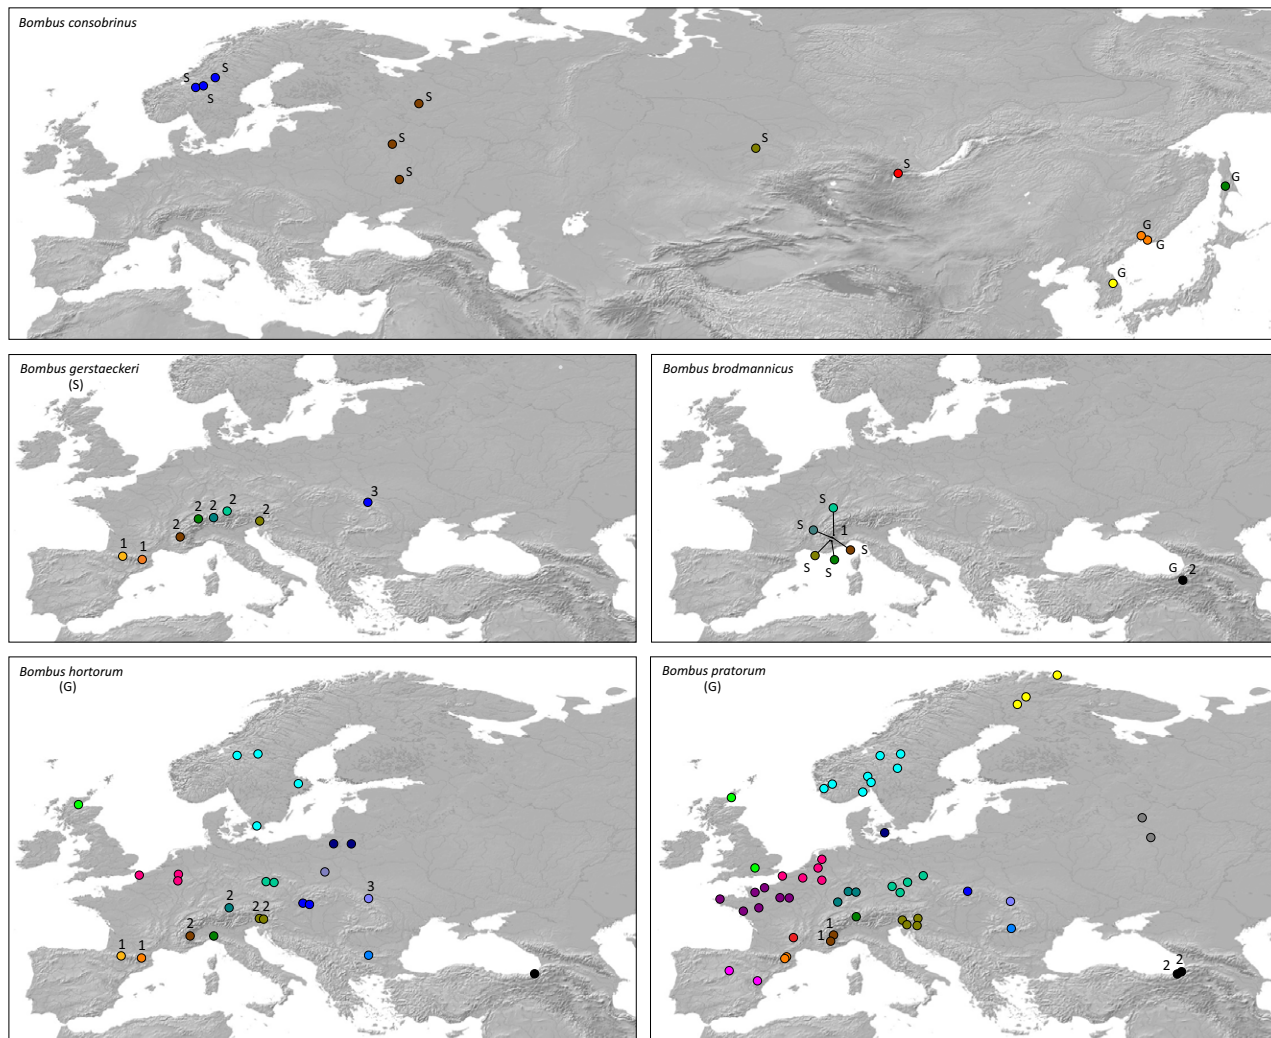 Bombus consobrinus
S
S
S
S
S
S
S
S
G
G
G
G
Bombus gerstaeckeri
(S)
1
1
2
2
2
2
2
3
Bombus brodmannicus
S
S
1
S
S
S
G 2
Bombus hortorum
(G)
3
2
2 2
2
1
1
Bombus pratorum
(G)
1
1
2
2